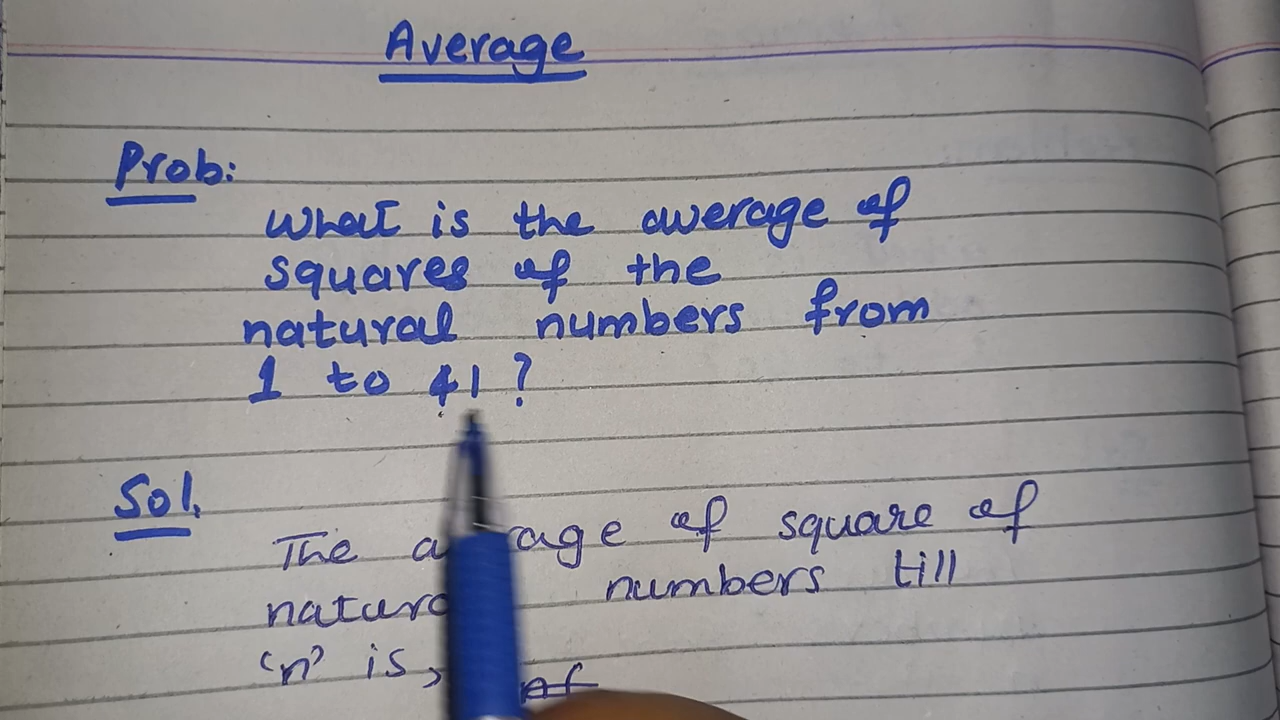 Average
Prob:
What is the average of
squares of the
natural numbers from
1 to 41?
Sol.
The age of square of
numbers till
'n' is,